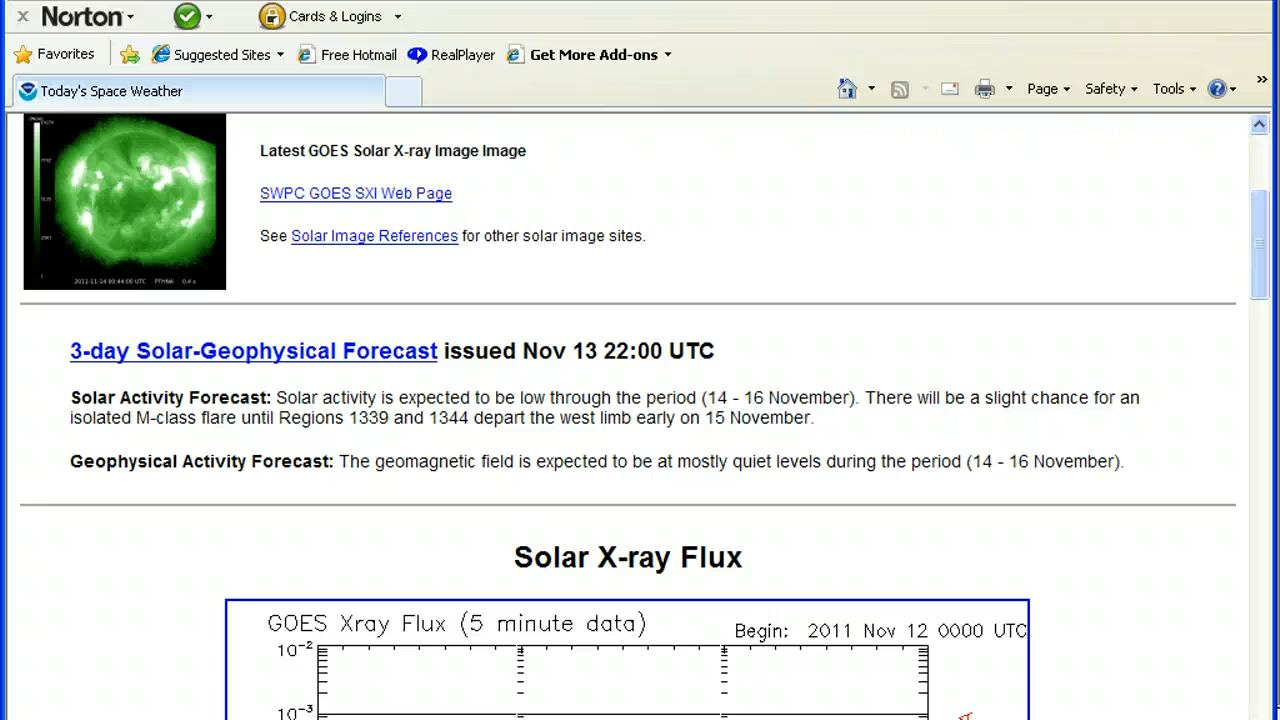 Norton Cards & Logins
Favorites Suggested Sites Free Hotmail RealPlayer Get More Add-ons
Today's Space Weather Page Safety Tools
Latest GOES Solar X-ray Image Image
SWPC GOES SXI Web Page
See Solar Image References for other solar image sites.
3-day Solar-Geophysical Forecast issued Nov 13 22:00 UTC
Solar Activity Forecast: Solar activity is expected to be low through the period (14 - 16 November). There will be a slight chance for an
isolated M-class flare until Regions 1339 and 1344 depart the west limb early on 15 November.
Geophysical Activity Forecast: The geomagnetic field is expected to be at mostly quiet levels during the period (14 - 16 November).
Solar X-ray Flux
GOES Xray Flux (5 minute data)
Begin: 2011 Nov 12 0000 UTC
10⁻²
10⁻³